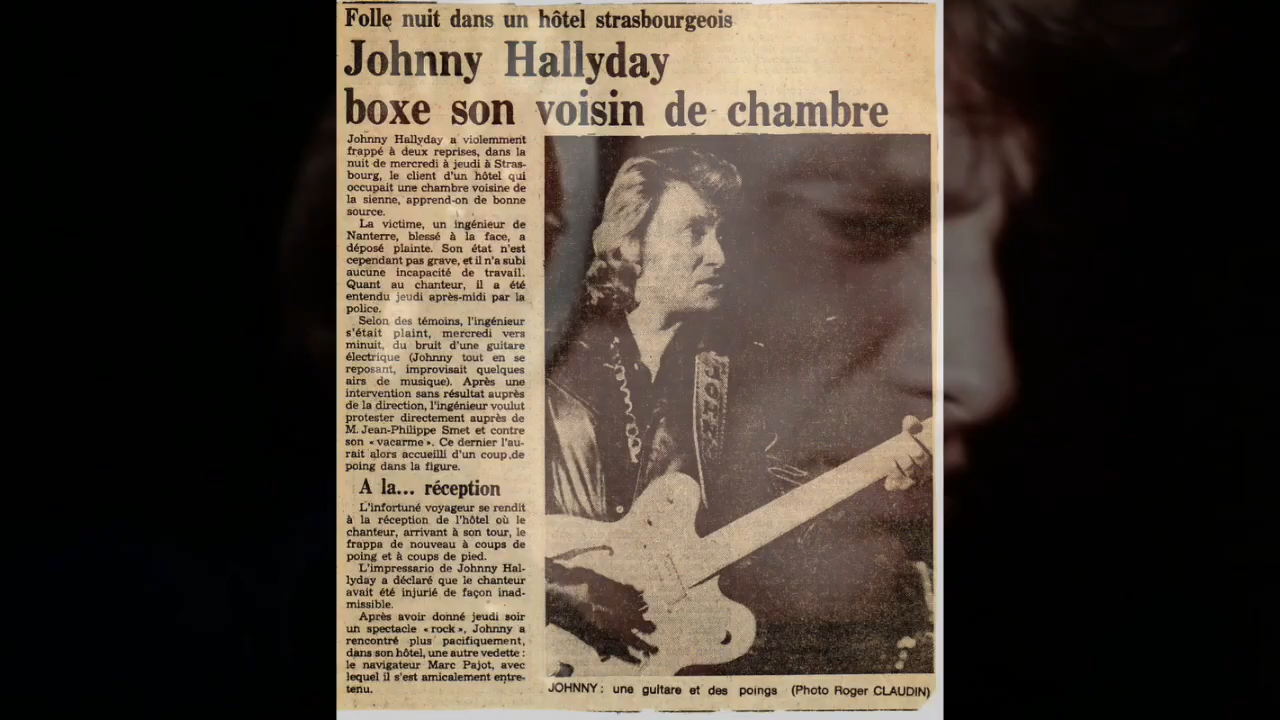 Folle nuit dans un hôtel strasbourgeois
Johnny Hallyday
boxe son voisin de chambre
Johnny Hallyday a violemment
frappé à deux reprises, dans la
nuit de mercredi à jeudi à Stras-
bourg, le client d'un hôtel qui
occupait une chambre voisine de
la sienne, apprend-on de bonne
source.
La victime, un ingénieur de
Nanterre, blessé à la face, a
déposé plainte. Son état n'est
cependant pas grave, et il n'a subi
aucune incapacité de travail.
Quant au chanteur, il a été
entendu jeudi après-midi par la
police.
Selon des témoins, l'ingénieur
s'était plaint, mercredi vers
minuit, du bruit d'une guitare
électrique (Johnny tout en se
reposant, improvisait quelques
airs de musique). Après une
intervention sans résultat auprès
de la direction, l'ingénieur voulut
protester directement auprès de
M. Jean-Philippe Smet et contre
son « vacarme ». Ce dernier l'au-
rait alors accueilli d'un coup de
poing dans la figure.
A la... réception
L'infortuné voyageur se rendit
à la réception de l'hôtel où le
chanteur, arrivant à son tour, le
frappa de nouveau à coups de
poing et à coups de pied.
L'impressario de Johnny Hal-
lyday a déclaré que le chanteur
avait été injurié de façon inad-
missible.
Après avoir donné jeudi soir
un spectacle « rock », Johnny a
rencontré plus pacifiquement,
dans son hôtel, une autre vedette :
le navigateur Marc Pajot, avec
lequel il s'est amicalement entre-
tenu.
JOHNNY
JOHNNY : une guitare et des poings (Photo Roger CLAUDIN)